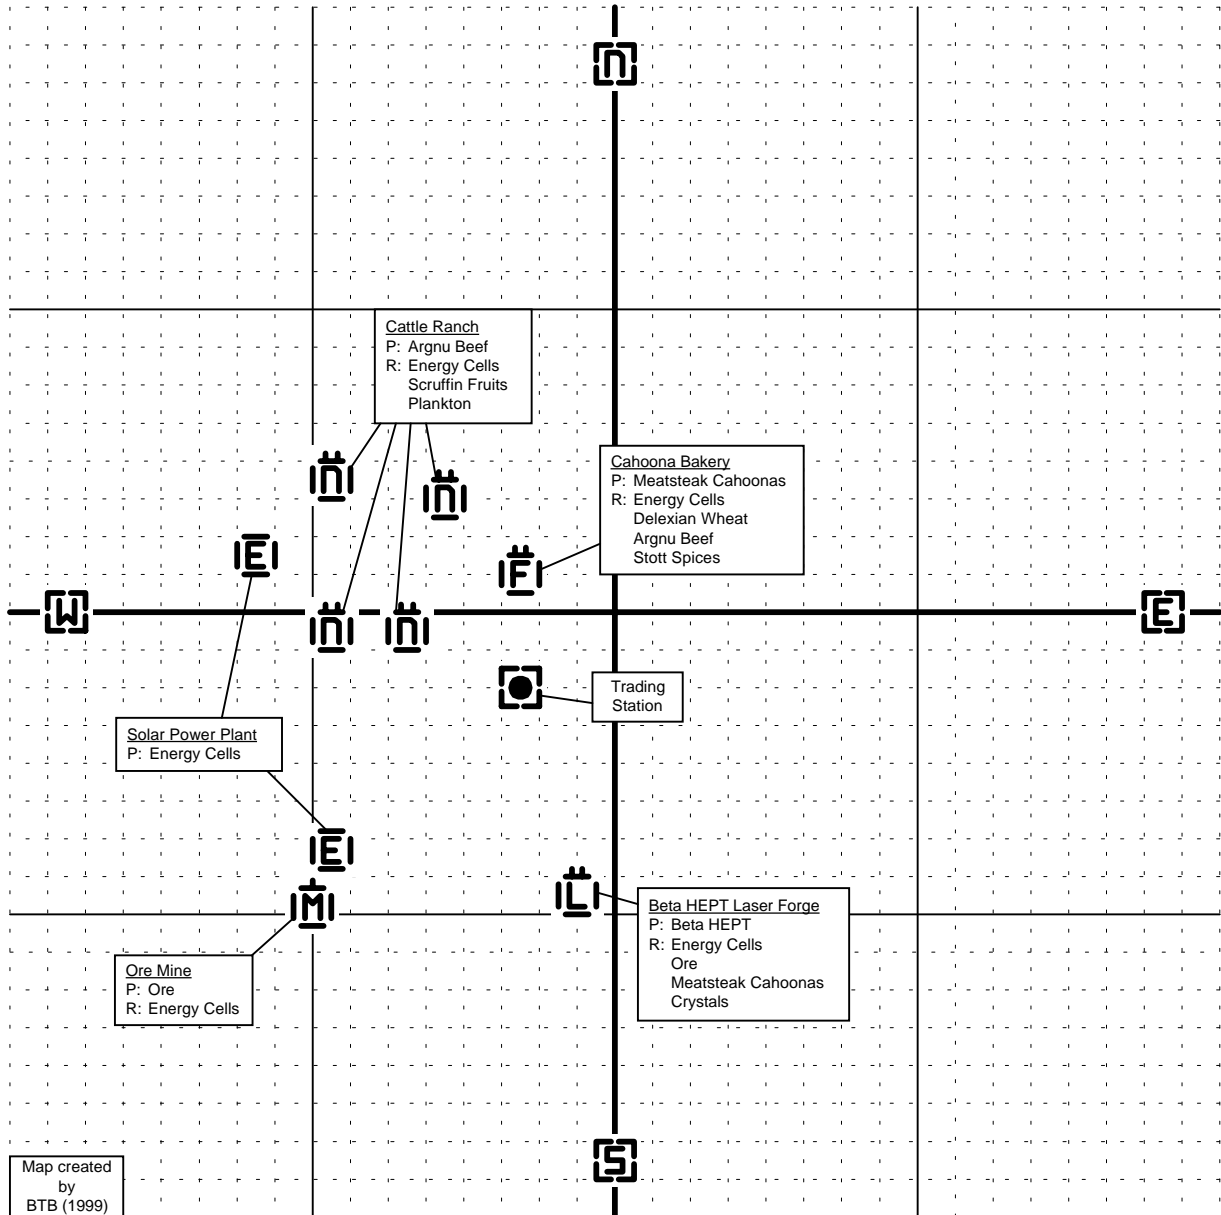 n
Cattle Ranch
P: Argnu Beef
R: Energy Cells
Scruffin Fruits
Plankton
Cahoona Bakery
P: Meatsteak Cahoonas
R: Energy Cells
Delexian Wheat
Argnu Beef
Stott Spices
n
n
E
F
W
n
n
E
Trading
Station
Solar Power Plant
P: Energy Cells
E
M
L
Beta HEPT Laser Forge
P: Beta HEPT
R: Energy Cells
Ore
Meatsteak Cahoonas
Crystals
Ore Mine
P: Ore
R: Energy Cells
S
Map created
by
BTB (1999)